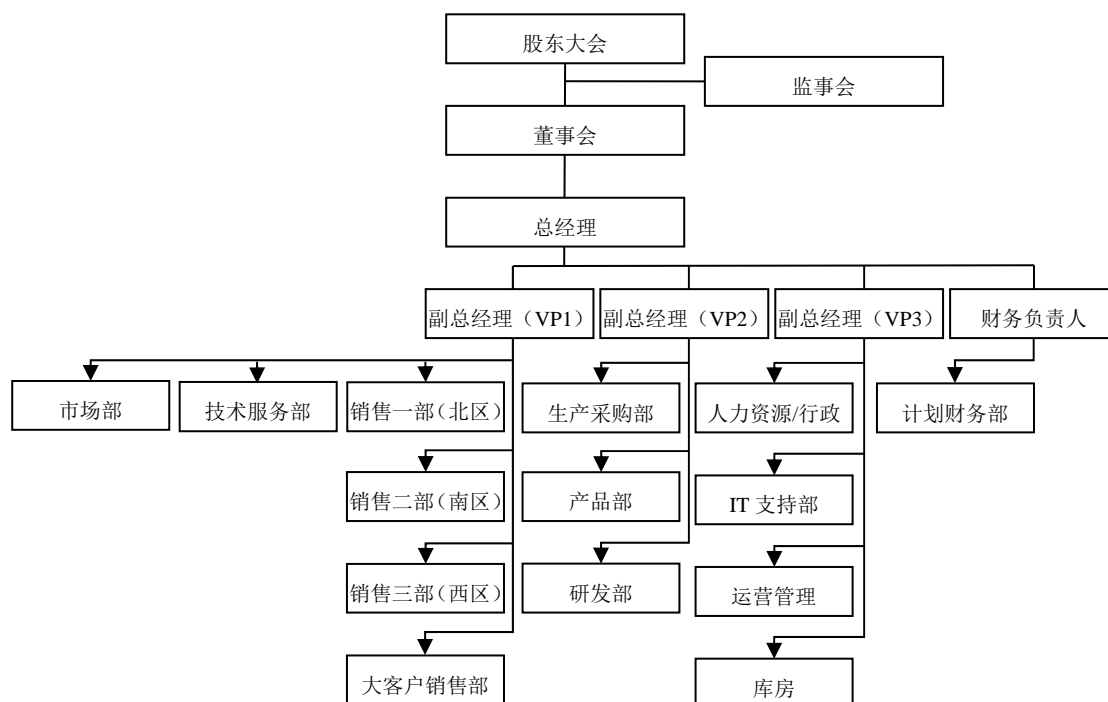 股东大会
监事会
董事会
总经理
副总经理（VP1）
副总经理（VP2）
副总经理（VP3）
财务负责人
市场部
技术服务部
销售一部（北区）
生产采购部
人力资源/行政
计划财务部
销售二部（南区）
产品部
IT 支持部
销售三部（西区）
研发部
运营管理
大客户销售部
库房